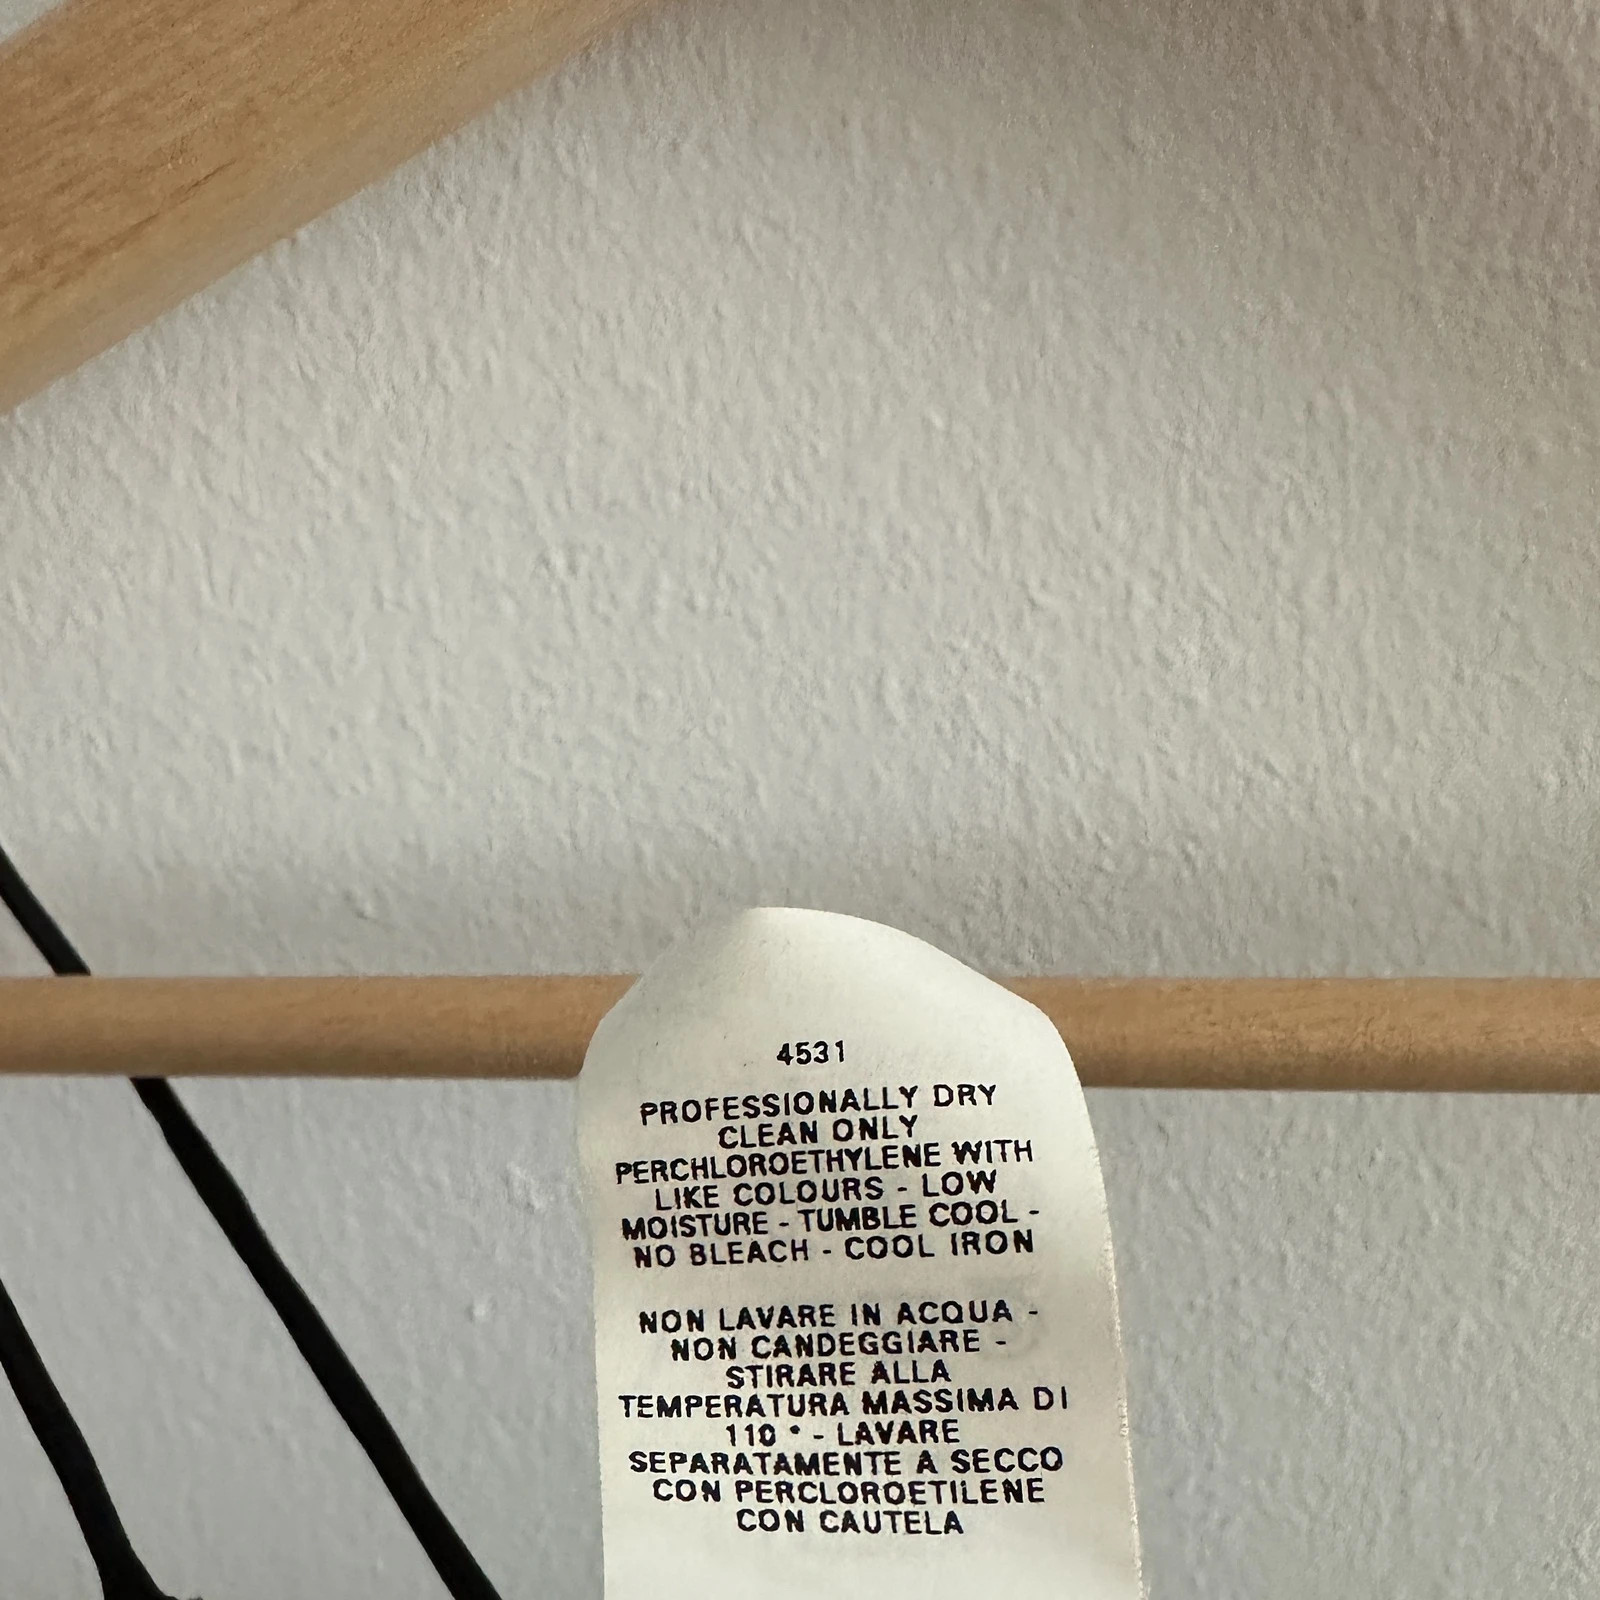 4531
PROFESSIONALLY DRY
CLEAN ONLY
PERCHLOROETHYLENE WITH
LIKE COLOURS - LOW
MOISTURE - TUMBLE COOL -
NO BLEACH - COOL IRON
NON LAVARE IN ACQUA -
NON CANDEGGIARE -
STIRARE ALLA
TEMPERATURA MASSIMA DI
110 ° - LAVARE
SEPARATAMENTE A SECCO
CON PERCLOROETILENE
CON CAUTELA